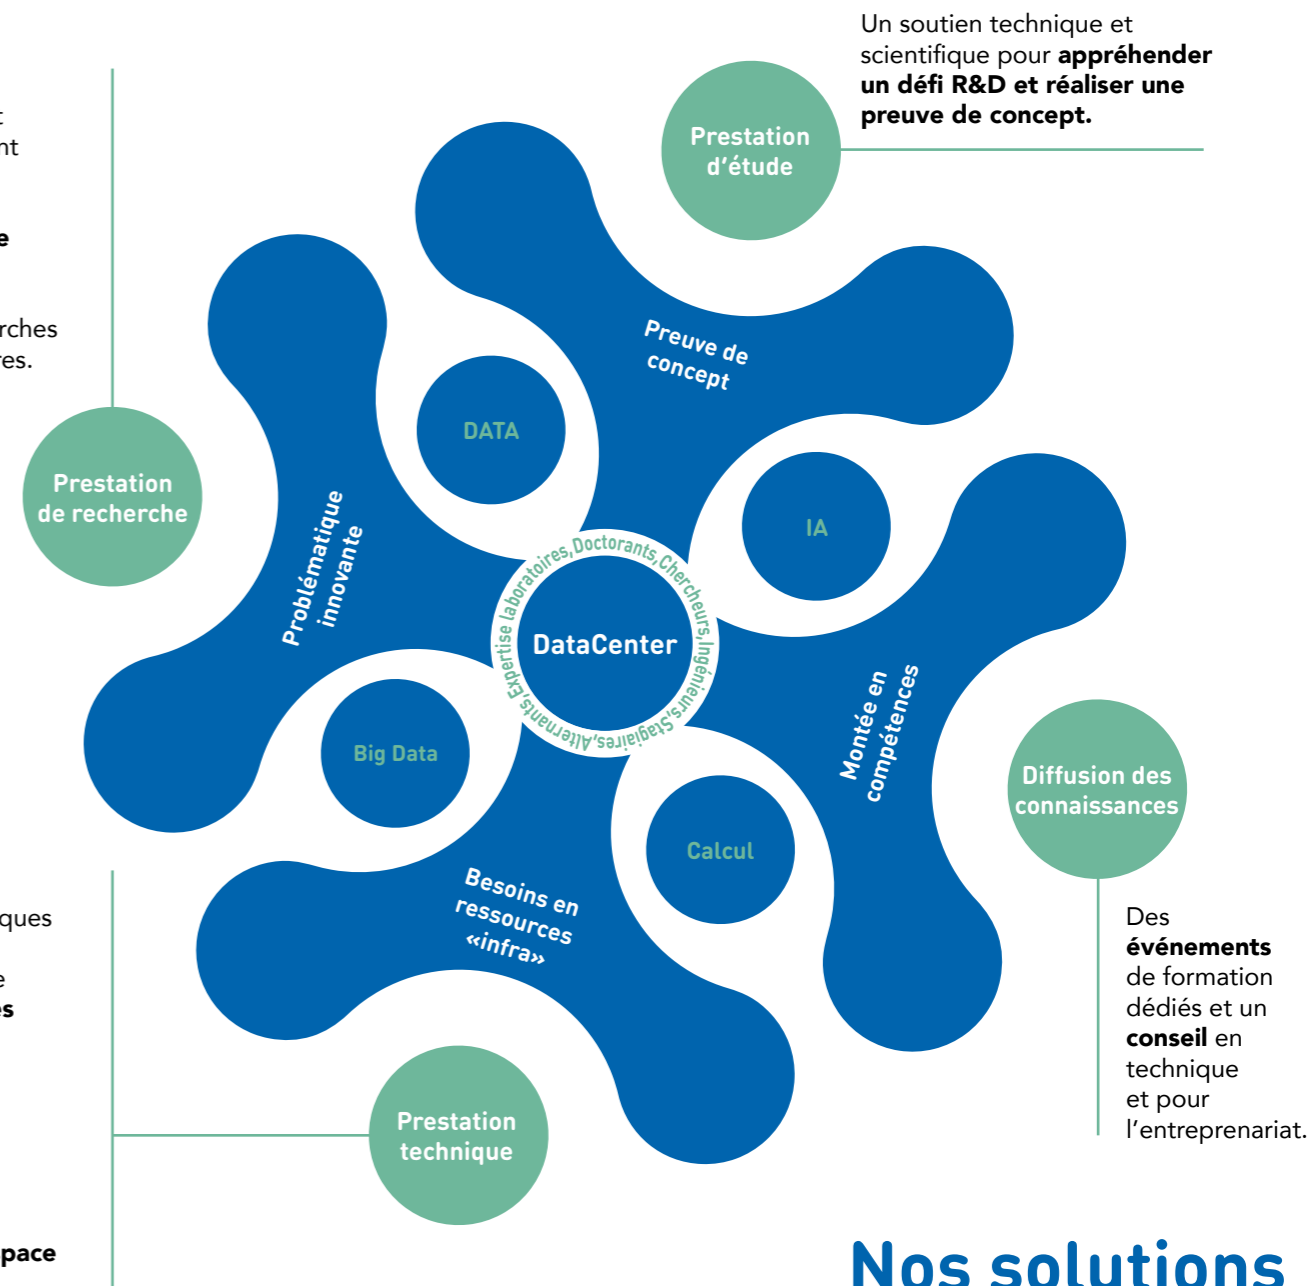 Un soutien technique et
scientifique pour appréhender
un défi R&D et réaliser une
preuve de concept.
Prestation
d'étude
Preuve de
concept
DATA
IA
Prestation
de recherche
Problématique
innovante
Expertise laboratoires, Doctorants, Chercheurs, Ingénieurs, Stagiaires, Alternants,
DataCenter
Montée en
compétences
Big Data
Calcul
Diffusion des
connaissances
Besoins en
ressources
«infra»
Des
événements
de formation
dédiés et un
conseil en
technique
et pour
l'entreprenariat.
Prestation
technique
Nos solutions